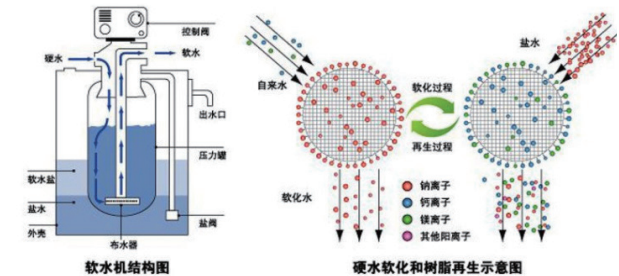 控制阀
硬水
软水
出水口
压力罐
软水盐
盐水
外壳
盐阀
布水器
软水机结构图
自来水
盐水
软化过程
再生过程
软化水
钠离子
钙离子
镁离子
其他阳离子
硬水软化和树脂再生示意图